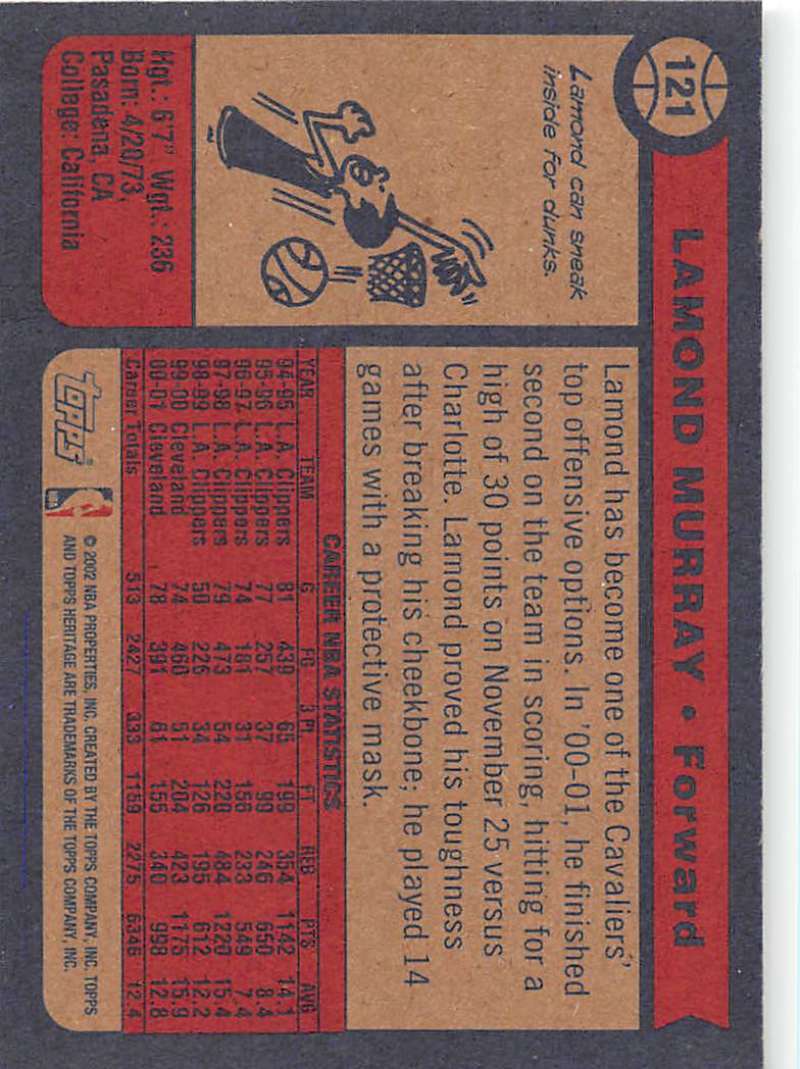 121
LAMOND MURRAY • Forward
Lamond can sneak
inside for dunks.
Hgt.: 6'7" Wgt.: 236
Born: 4/20/73,
Pasadena, CA
College: California
Lamond has become one of the Cavaliers'
top offensive options. In '00-01, he finished
second on the team in scoring, hitting for a
high of 30 points on November 25 versus
Charlotte. Lamond proved his toughness
after breaking his cheekbone; he played 14
games with a protective mask.
CAREER NBA STATISTICS
YEAR TEAM G FG 3 Pt FT REB PTS AVG
94-95 L.A. Clippers 81 439 65 199 354 1142 14.1
95-96 L.A. Clippers 77 257 37 99 246 650 8.4
96-97 L.A. Clippers 74 181 31 156 233 549 7.4
97-98 L.A. Clippers 79 473 54 220 484 1220 15.4
98-99 L.A. Clippers 50 226 34 126 195 612 12.2
99-00 Cleveland 74 460 51 204 423 1175 15.9
00-01 Cleveland 78 391 61 155 340 998 12.8
Career Totals 513 2427 333 1159 2275 6346 12.4
topps
NBA
© 2002 NBA PROPERTIES, INC. CREATED BY THE TOPPS COMPANY, INC. TOPPS
AND TOPPS HERITAGE ARE TRADEMARKS OF THE TOPPS COMPANY, INC.